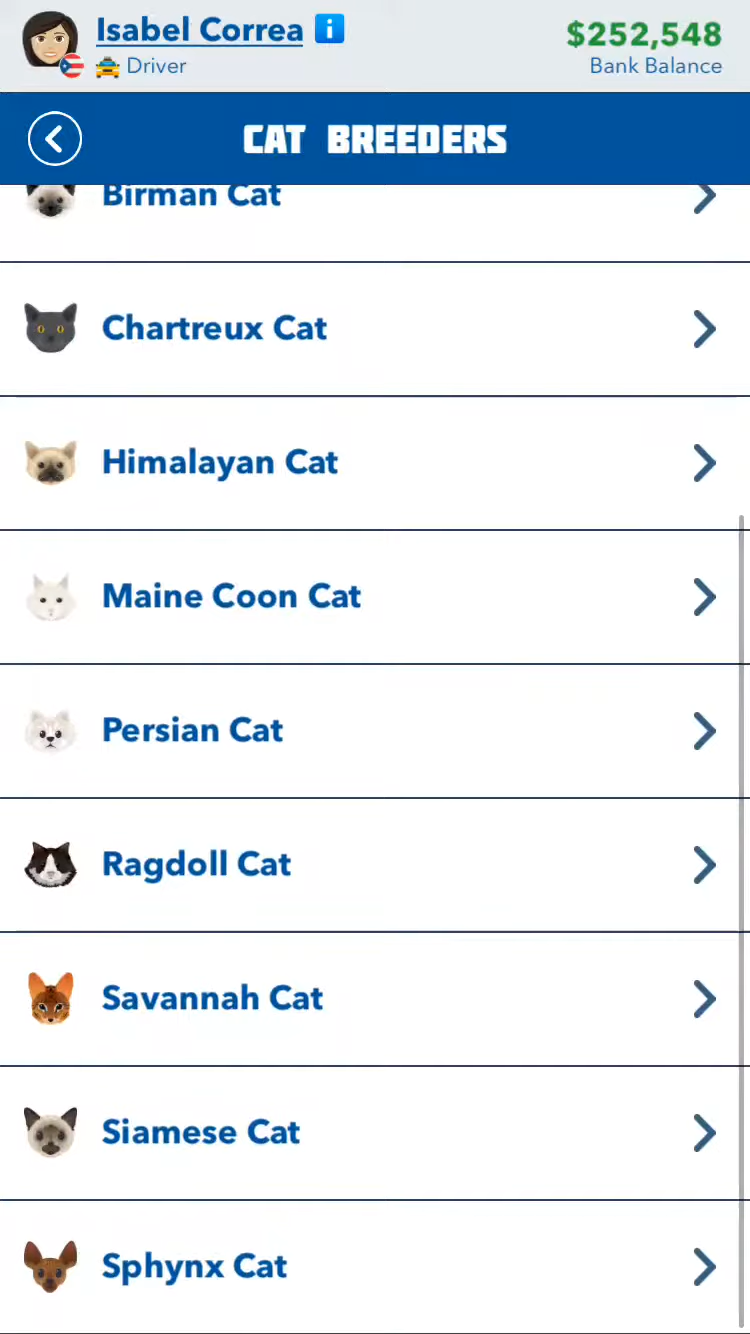 Isabel Correa i
$252,548
Driver
Bank Balance
CAT BREEDERS
Birman Cat
Chartreux Cat
Himalayan Cat
Maine Coon Cat
Persian Cat
Ragdoll Cat
Savannah Cat
Siamese Cat
Sphynx Cat